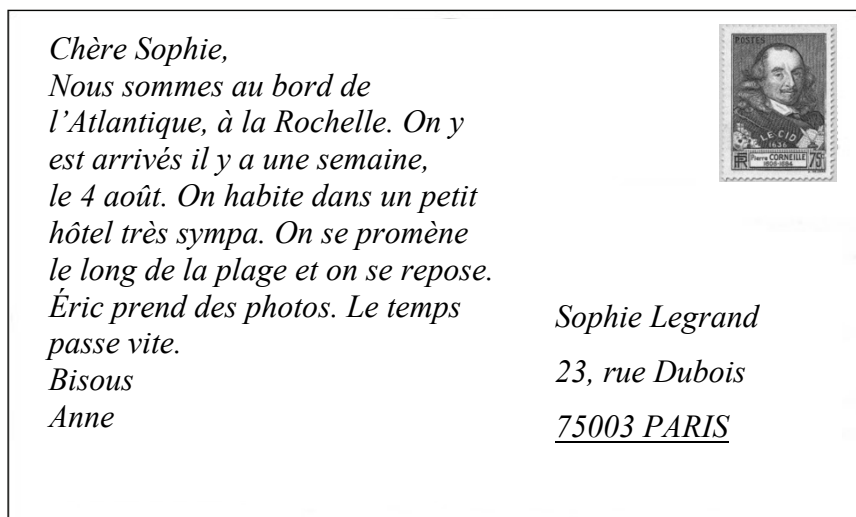 Chère Sophie,
Nous sommes au bord de
l’Atlantique, à la Rochelle. On y
est arrivés il y a une semaine,
le 4 août. On habite dans un petit
hôtel très sympa. On se promène
le long de la plage et on se repose.
Éric prend des photos. Le temps
passe vite.
Bisous
Anne
POSTES
LE CID
1636
RF
Pierre CORNEILLE
1606-1684
Sophie Legrand
23, rue Dubois
75003 PARIS